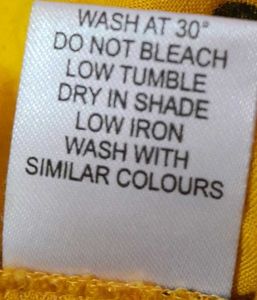 WASH AT 30°
DO NOT BLEACH
LOW TUMBLE
DRY IN SHADE
LOW IRON
WASH WITH
SIMILAR COLOURS